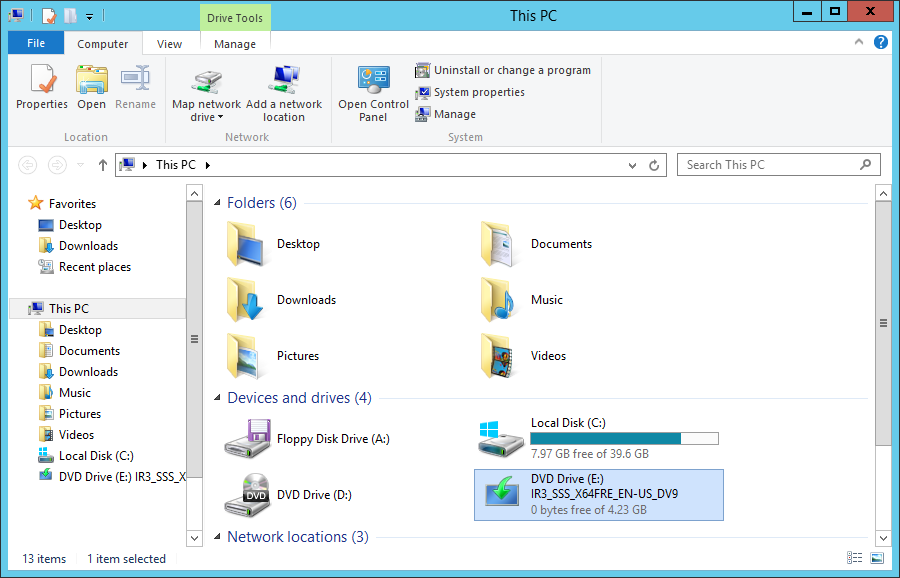 Drive Tools
This PC
File
Computer
View
Manage
Properties
Open
Rename
Map network
drive
Add a network
location
Open Control
Panel
Uninstall or change a program
System properties
Manage
Location
Network
System
This PC
Search This PC
Favorites
Desktop
Downloads
Recent places
This PC
Desktop
Documents
Downloads
Music
Pictures
Videos
Local Disk (C:)
DVD Drive (E:) IR3_SSS_X
Folders (6)
Desktop
Documents
Downloads
Music
Pictures
Videos
Devices and drives (4)
Floppy Disk Drive (A:)
Local Disk (C:)
7.97 GB free of 39.6 GB
DVD
DVD Drive (D:)
DVD Drive (E:)
IR3_SSS_X64FRE_EN-US_DV9
0 bytes free of 4.23 GB
Network locations (3)
13 items
1 item selected